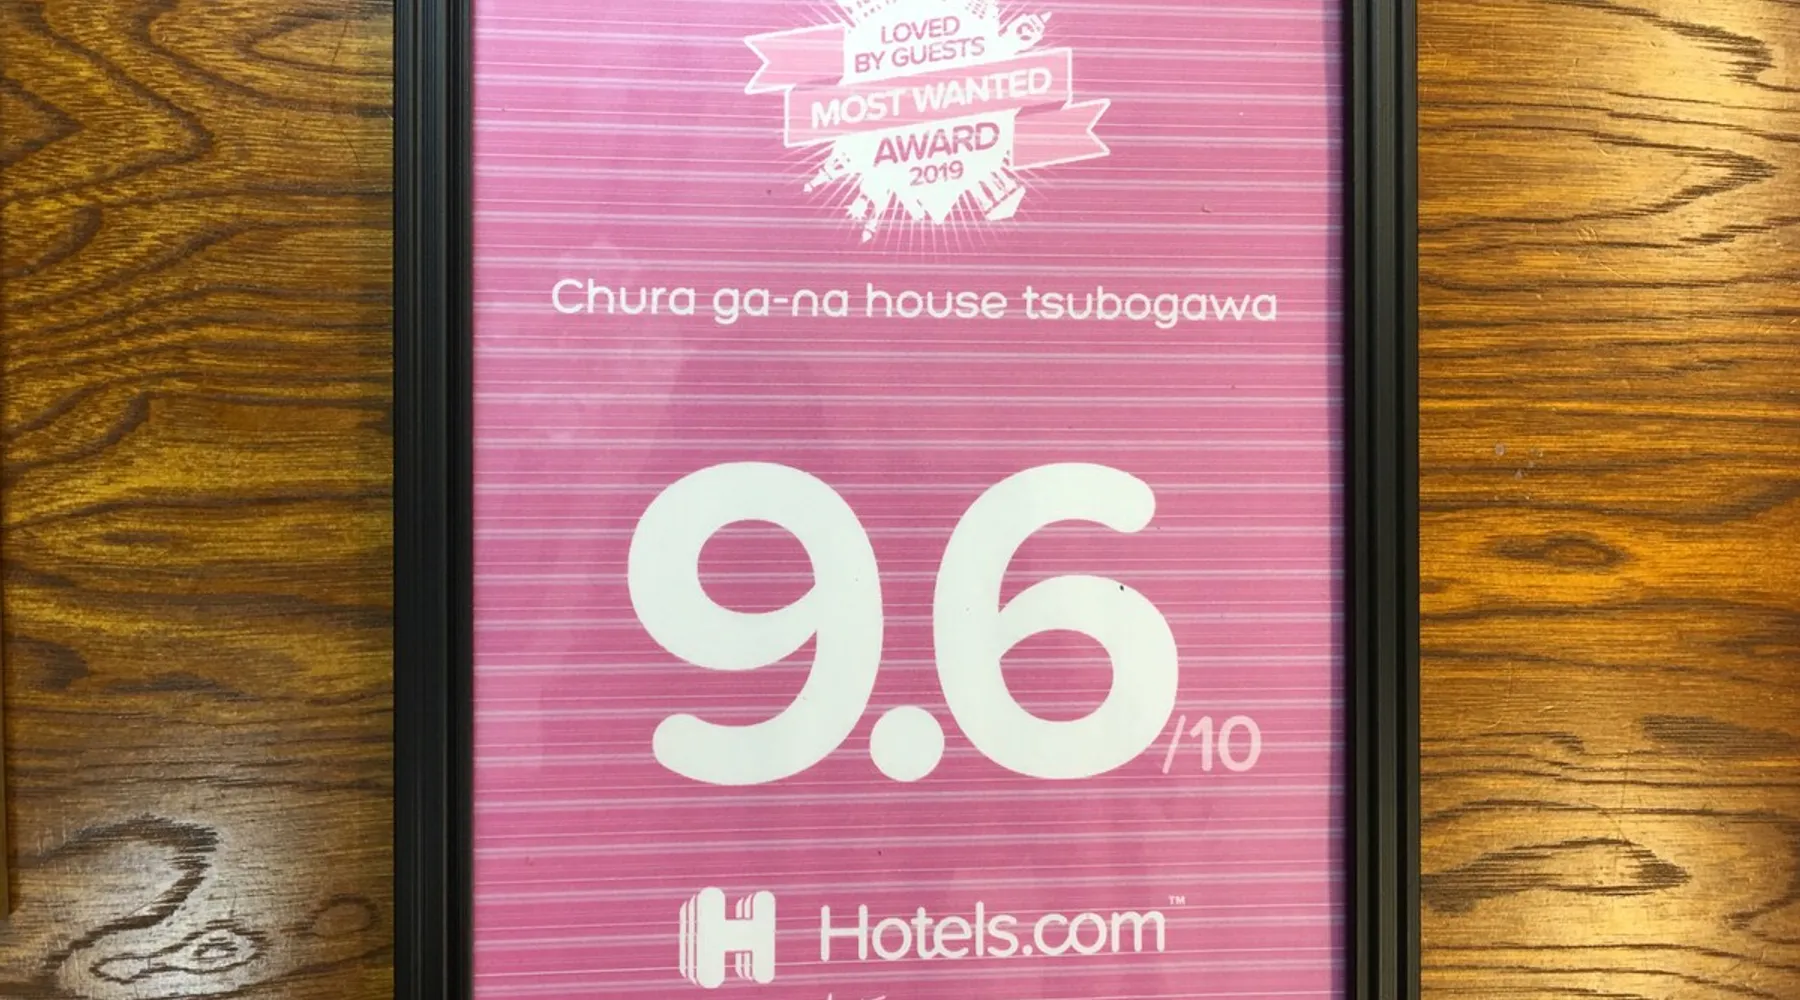 LOVED
BY GUESTS
MOST WANTED
AWARD
2019
Chura ga-na house tsubogawa
9.6/10
H Hotels.com™